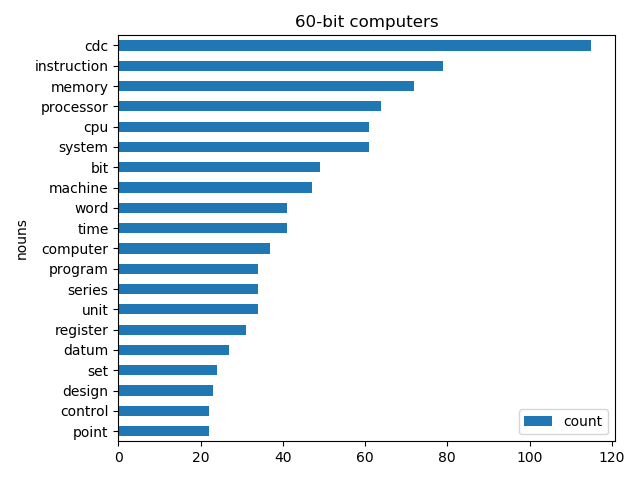 60-bit computers
cdc
instruction
memory
processor
cpu
system
bit
machine
word
time
computer
program
series
unit
register
datum
set
design
control
point
nouns
count
0 20 40 60 80 100 120